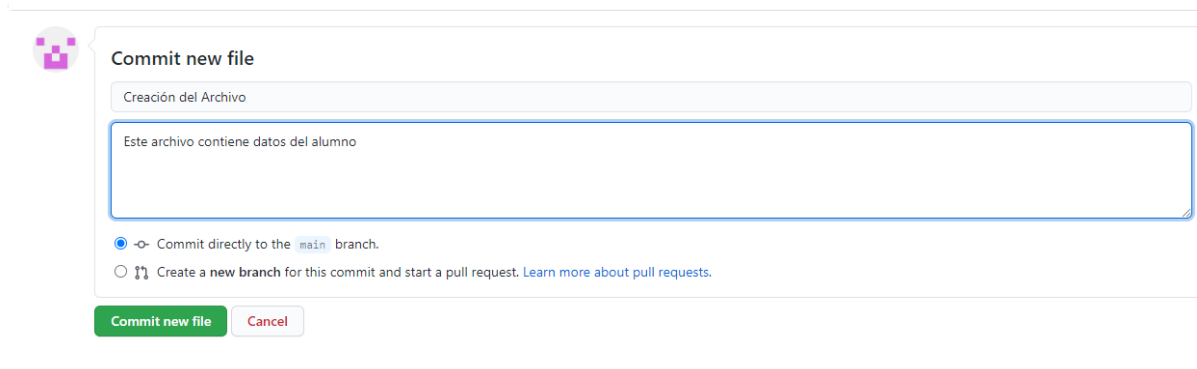 Commit new file
Creación del Archivo
Este archivo contiene datos del alumno
Commit directly to the main branch.
Create a new branch for this commit and start a pull request. Learn more about pull requests.
Commit new file Cancel